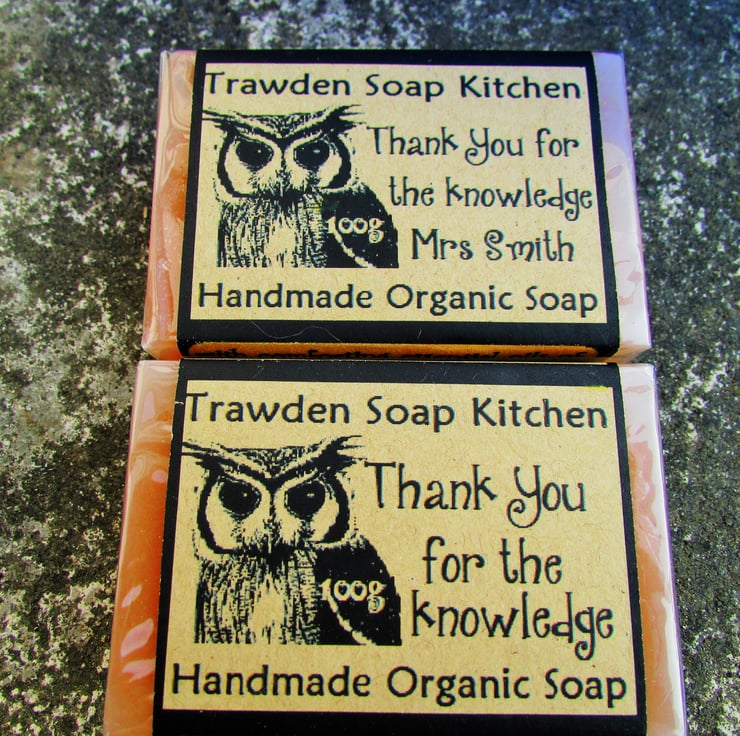 Trawden Soap Kitchen
Thank You for
the knowledge
100g
Mrs Smith
Handmade Organic Soap
Trawden Soap Kitchen
Thank You
for the
100g
knowledge
Handmade Organic Soap